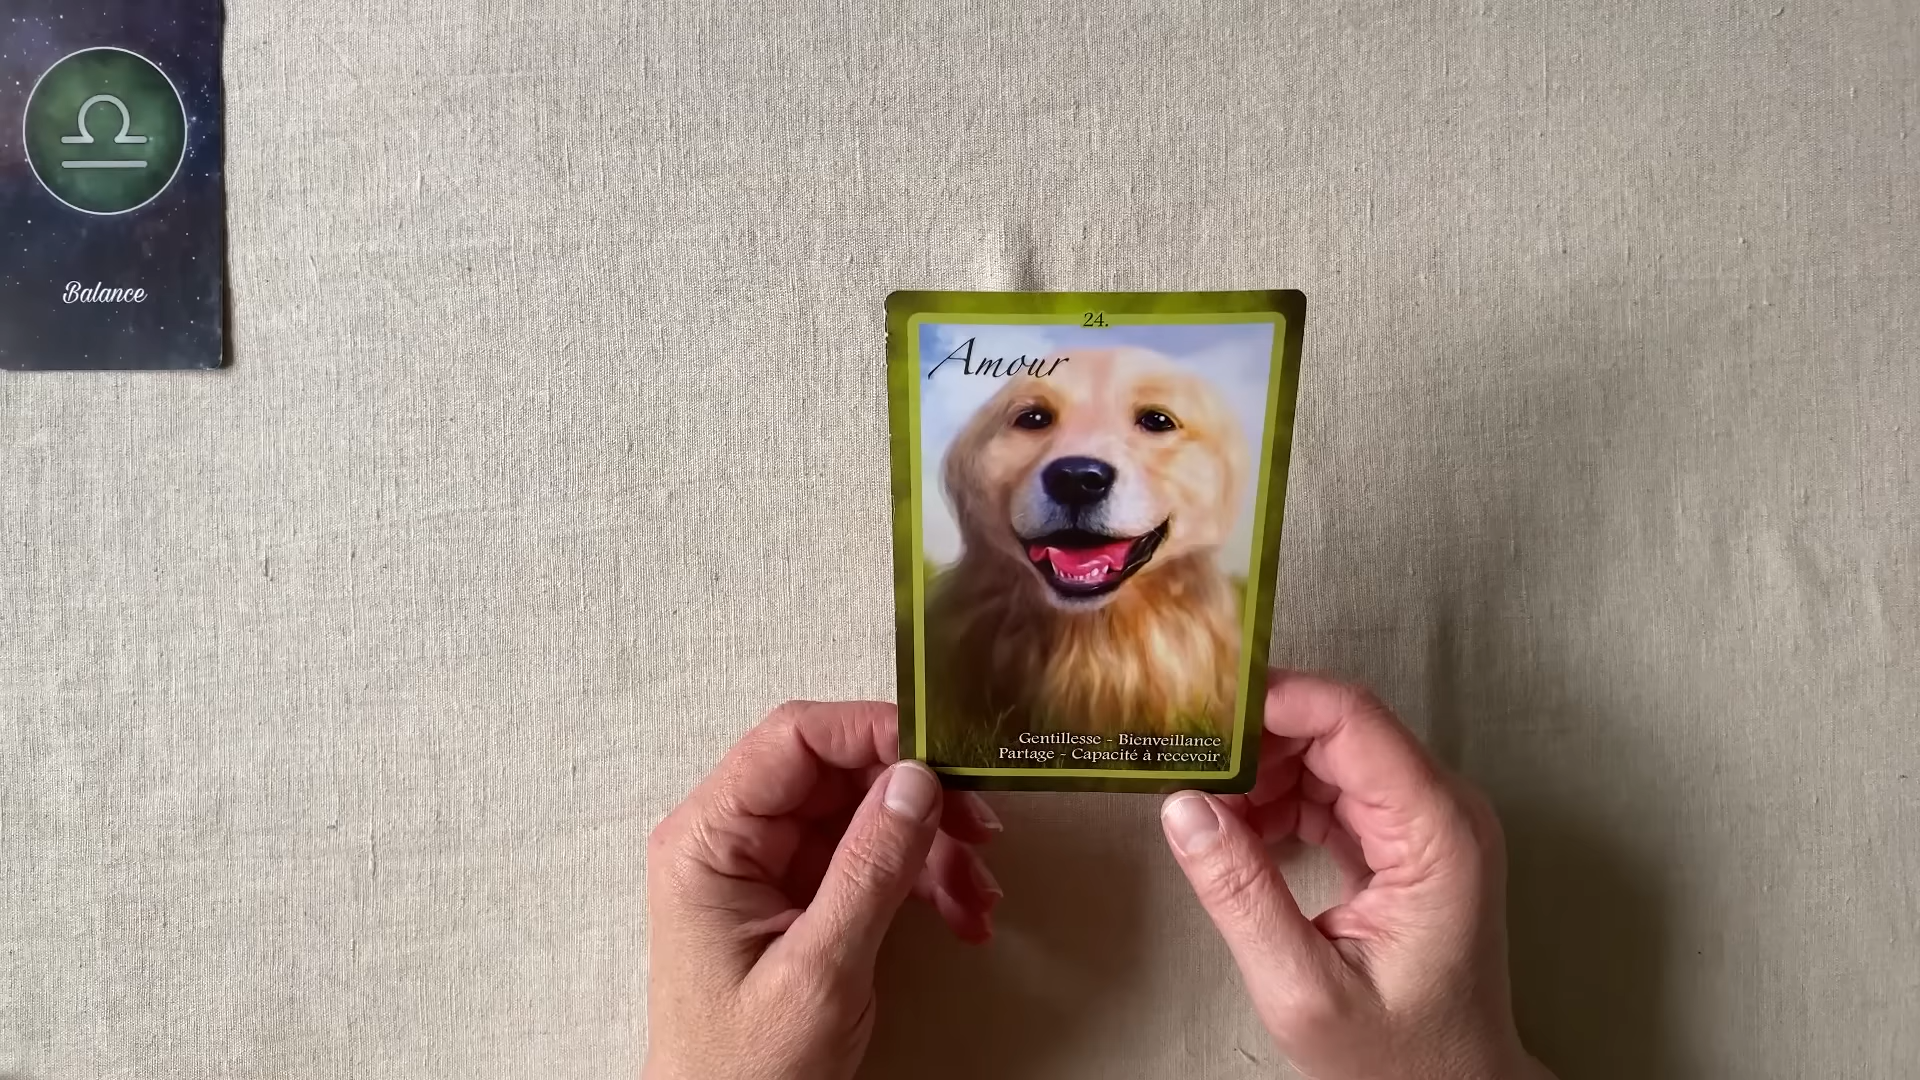 Balance
24.
Amour
Gentillesse - Bienveillance
Partage - Capacité à recevoir